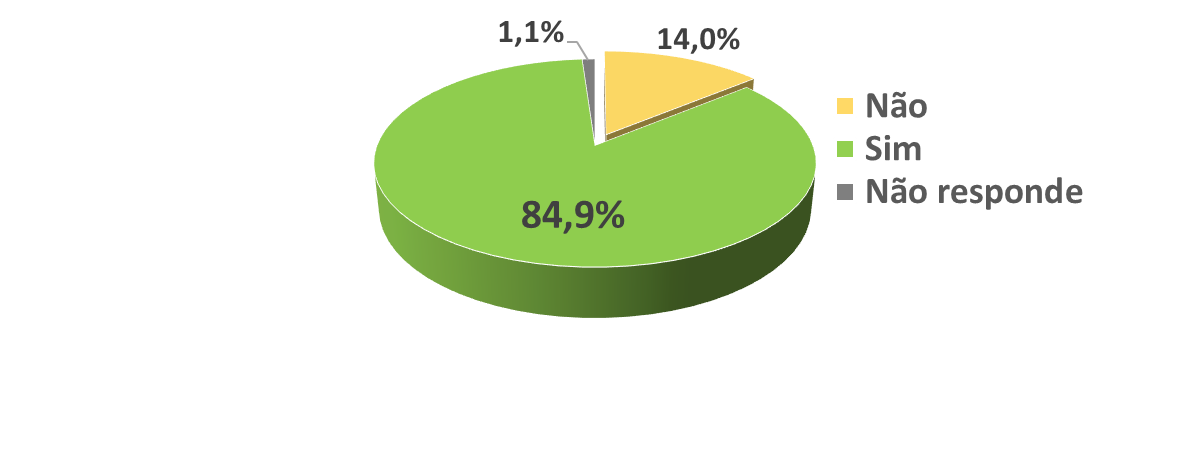 1,1%
14,0%
84,9%
Não
Sim
Não responde